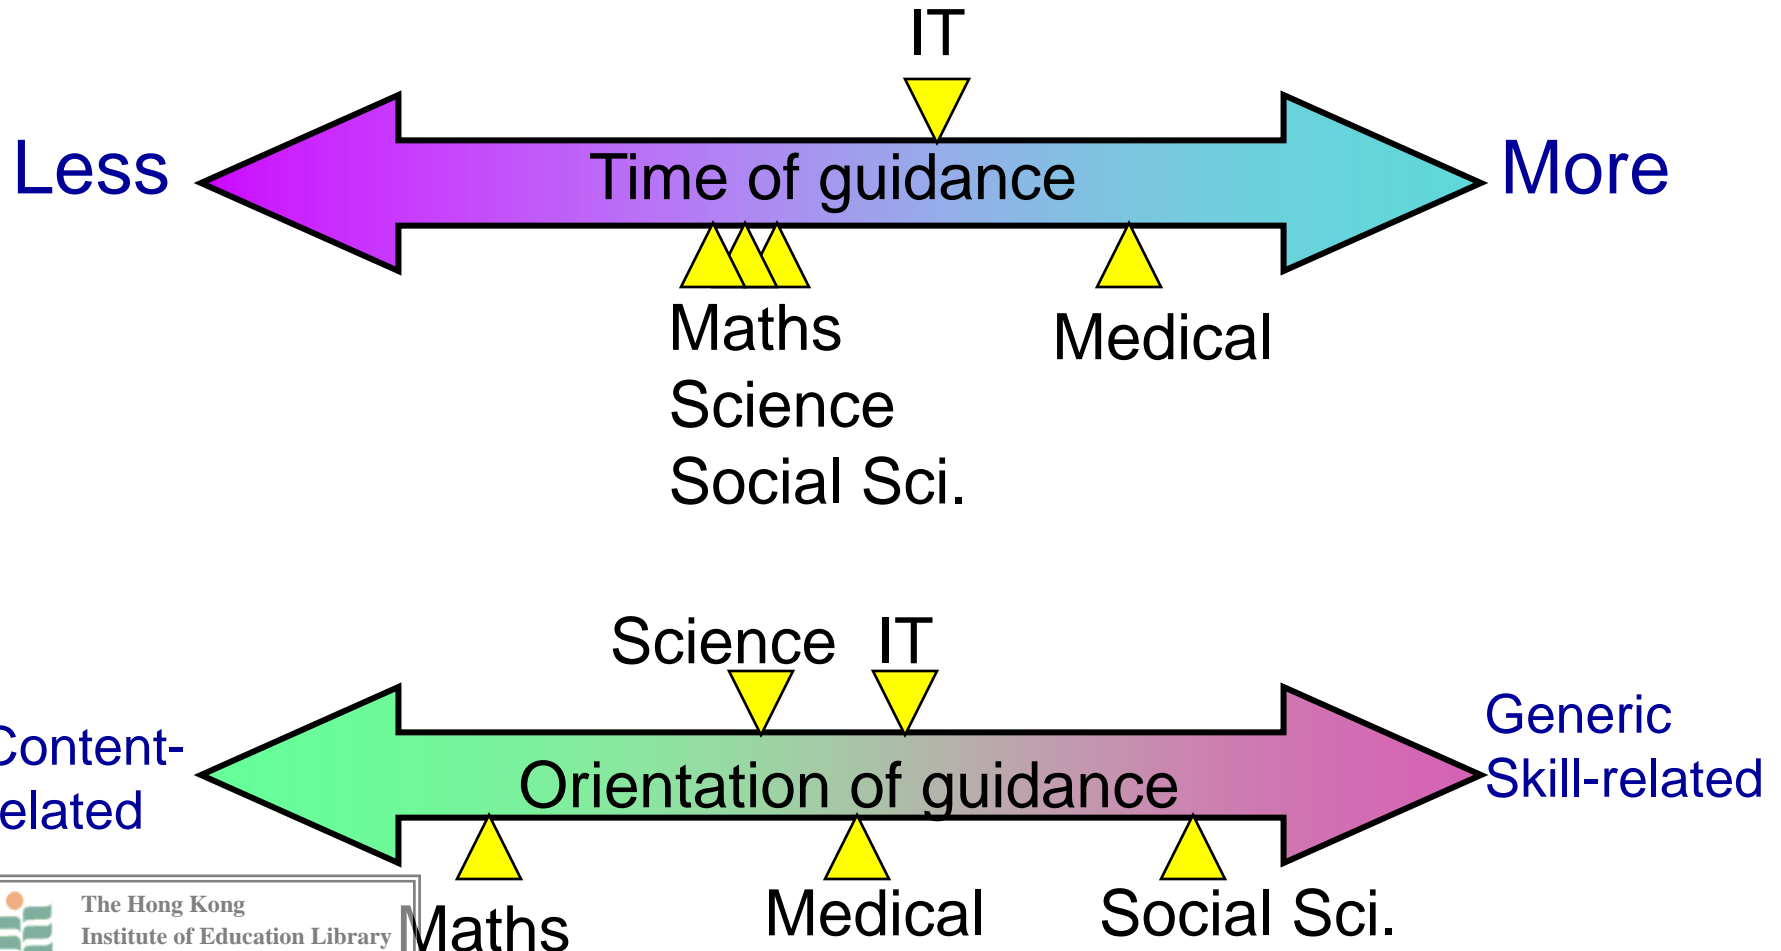 IT
Less
Time of guidance
More
Maths
Science
Social Sci.
Medical
Science
IT
Content-
elated
Orientation of guidance
Generic
Skill-related
Maths
Medical
Social Sci.
The Hong Kong
Institute of Education Library